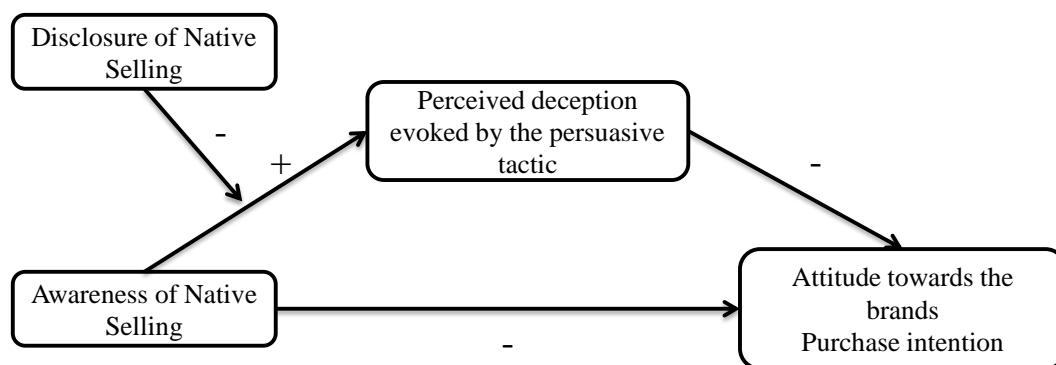 Disclosure of Native
Selling
-
+
Perceived deception
evoked by the persuasive
tactic
-
Awareness of Native
Selling
-
Attitude towards the
brands
Purchase intention